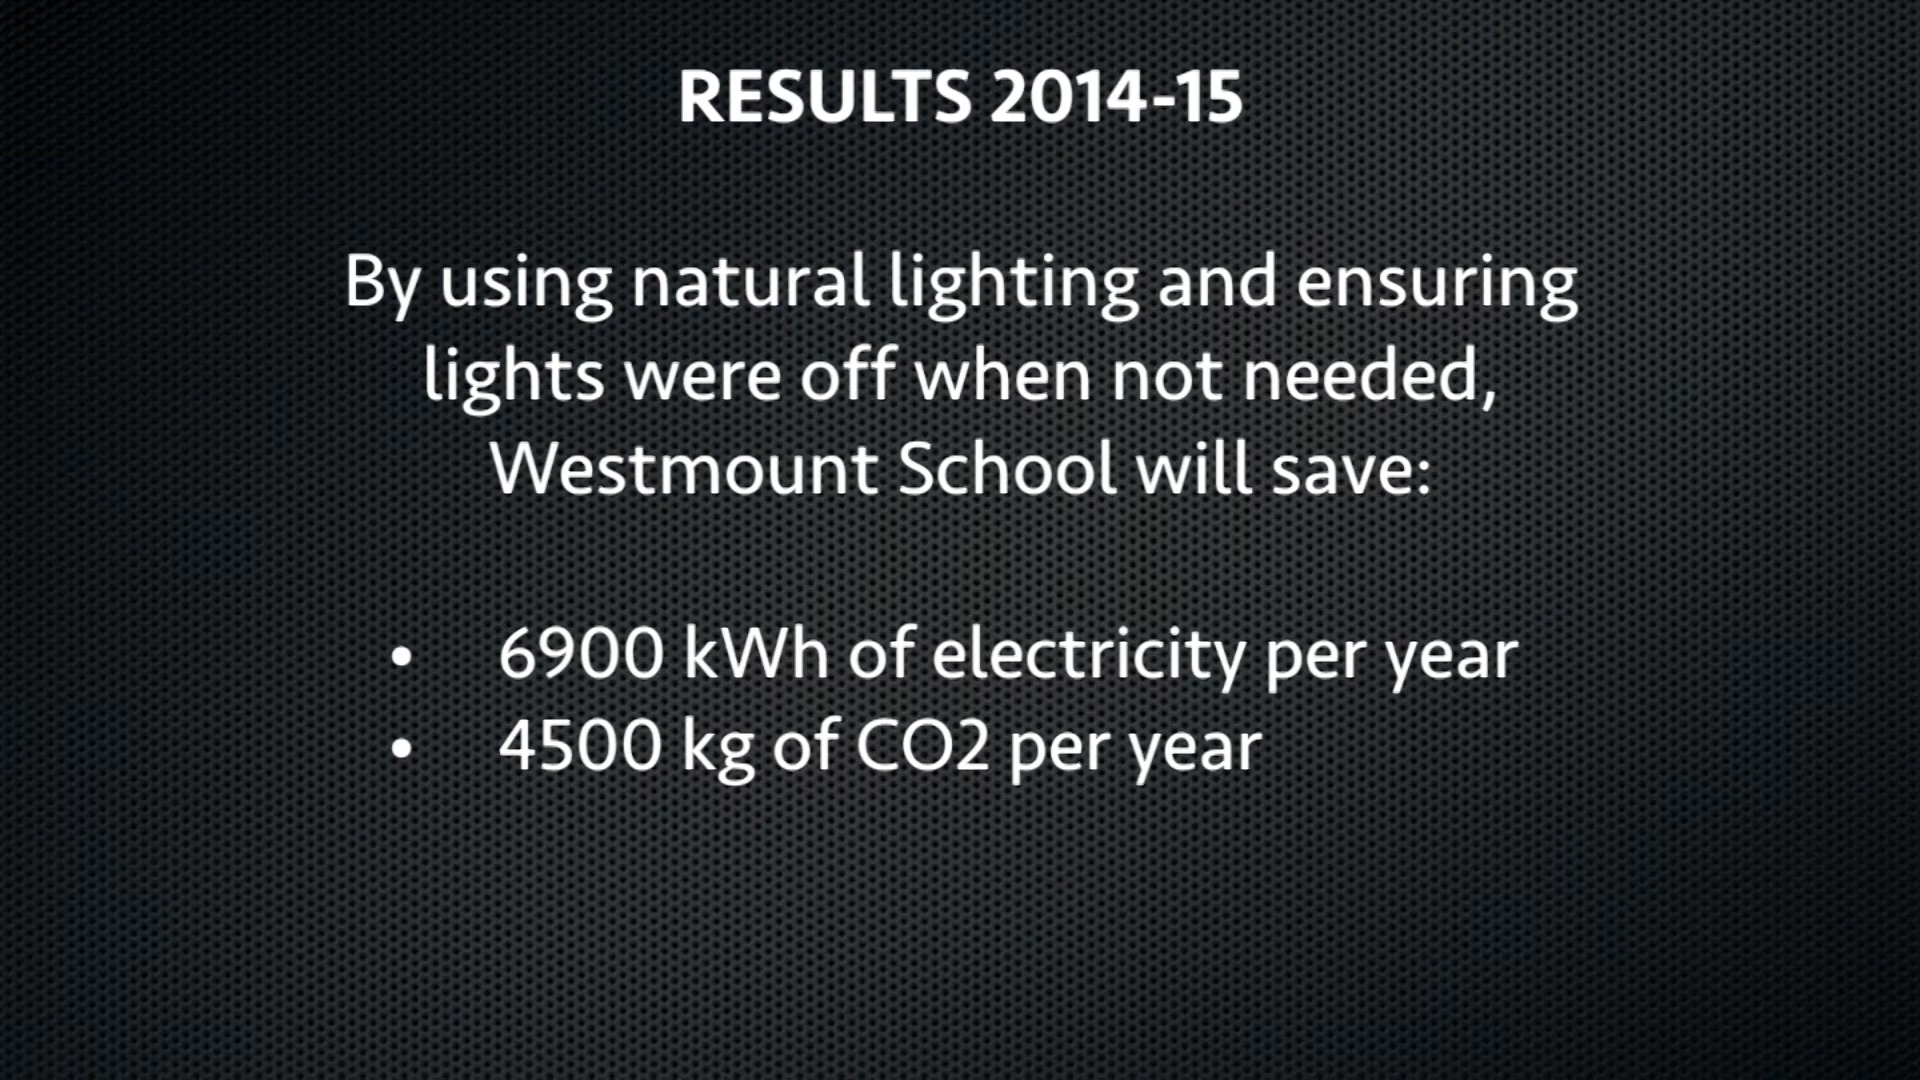 RESULTS 2014-15
By using natural lighting and ensuring
lights were off when not needed,
Westmount School will save:
• 6900 kWh of electricity per year
• 4500 kg of CO2 per year